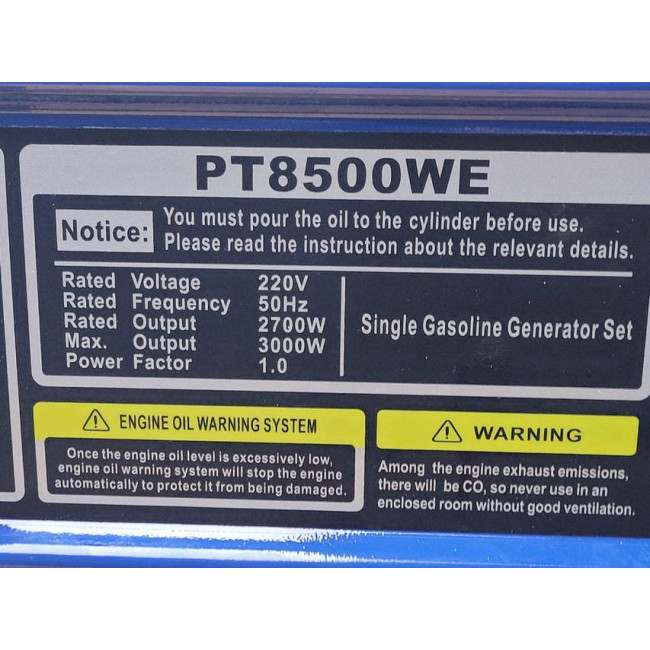 PT8500WE
Notice:
You must pour the oil to the cylinder before use.
Please read the instruction about the relevant details.
Rated Voltage 220V
Rated Frequency 50Hz
Rated Output 2700W
Max. Output 3000W
Power Factor 1.0
Single Gasoline Generator Set
ENGINE OIL WARNING SYSTEM
Once the engine oil level is excessively low,
engine oil warning system will stop the engine
automatically to protect it from being damaged.
WARNING
Among the engine exhaust emissions,
there will be CO, so never use in an
enclosed room without good ventilation.